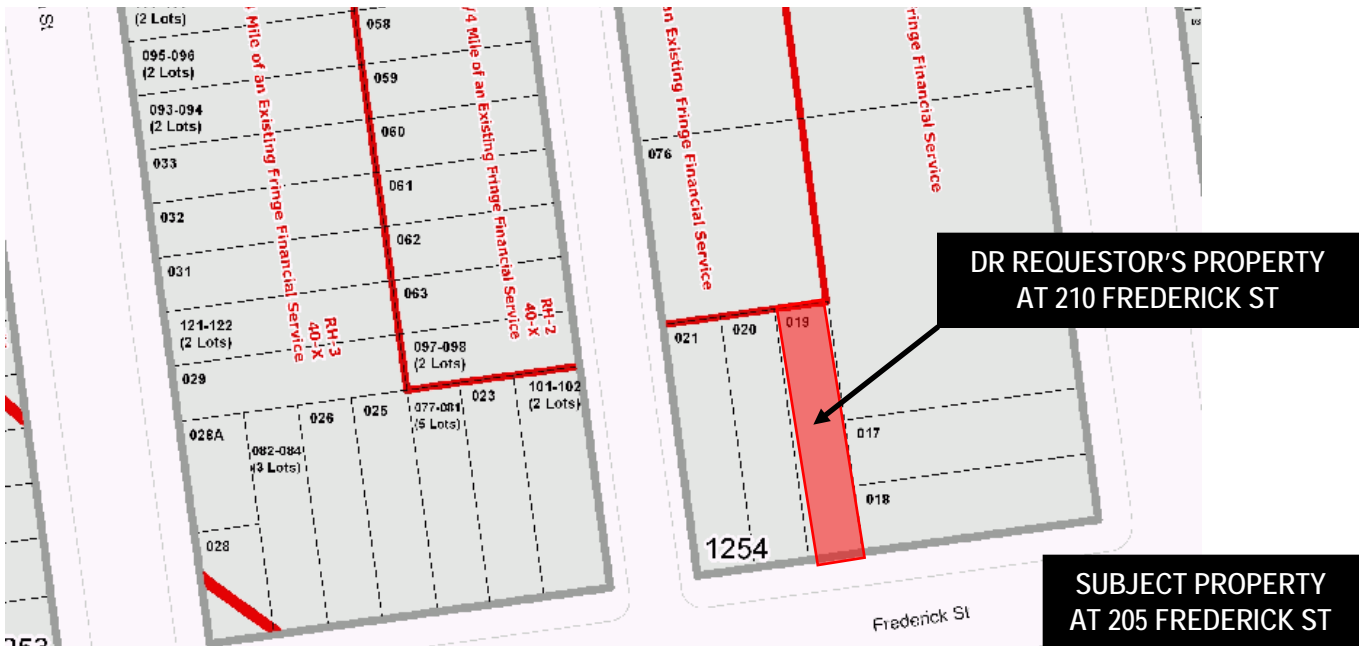 St
(2 Lots)
095-096
(2 Lots)
093-094
(2 Lots)
033
032
031
121-122
(2 Lots)
029
028A
028
082-084
(3 Lots)
026
025
Mile of an Existing Fringe Financial Service
RH-3
40-X
058
059
060
061
062
063
097-098
(2 Lots)
077-081
(5 Lots)
023
101-102
(2 Lots)
/4 Mile of an Existing Fringe Financial Service
RH-2
40-X
076
n Existing Fringe Financial Service
ringe Financial Service
021
020
019
017
018
1254
Frederick St
DR REQUESTOR'S PROPERTY
AT 210 FREDERICK ST
SUBJECT PROPERTY
AT 205 FREDERICK ST